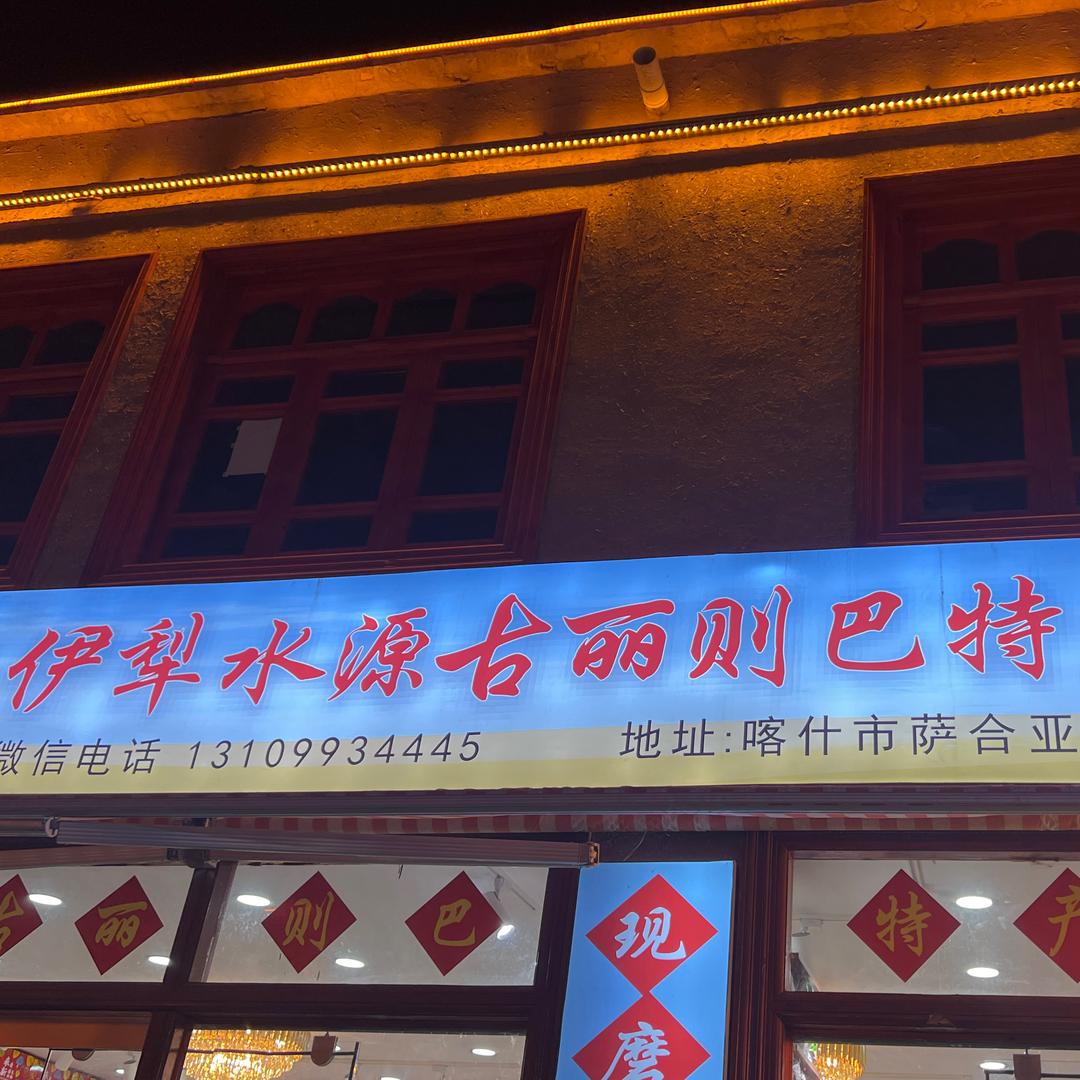 伊犁水源古丽则巴特
微信电话 13109934445
地址:喀什市萨合亚
古丽则巴
现磨
特产